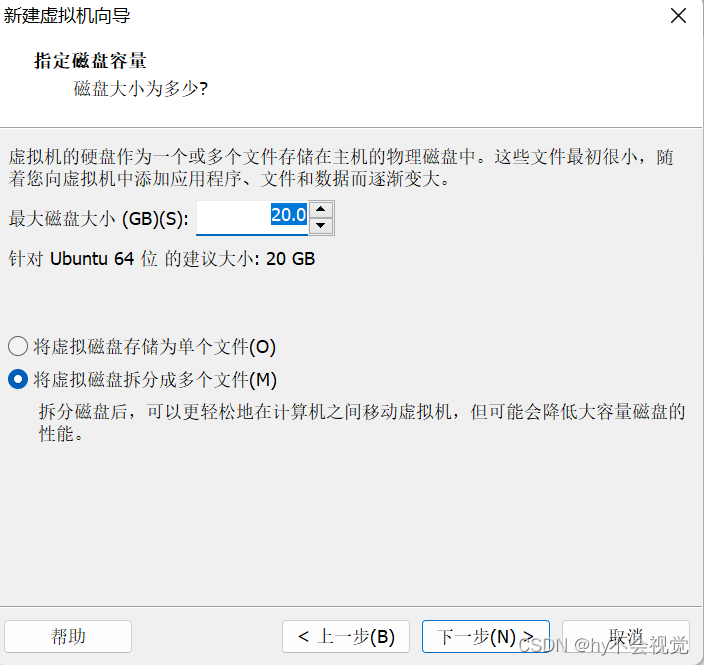 新建虚拟机向导
指定磁盘容量
磁盘大小为多少?
虚拟机的硬盘作为一个或多个文件存储在主机的物理磁盘中。这些文件最初很小，随
着您向虚拟机中添加应用程序、文件和数据而逐渐变大。
最大磁盘大小 (GB)(S): 20.0
针对 Ubuntu 64 位 的建议大小: 20 GB
将虚拟磁盘存储为单个文件(O)
将虚拟磁盘拆分成多个文件(M)
拆分磁盘后，可以更轻松地在计算机之间移动虚拟机，但可能会降低大容量磁盘的
性能。
帮助 < 上一步(B) 下一步(N) > 取消
CSDN @hy不会视觉